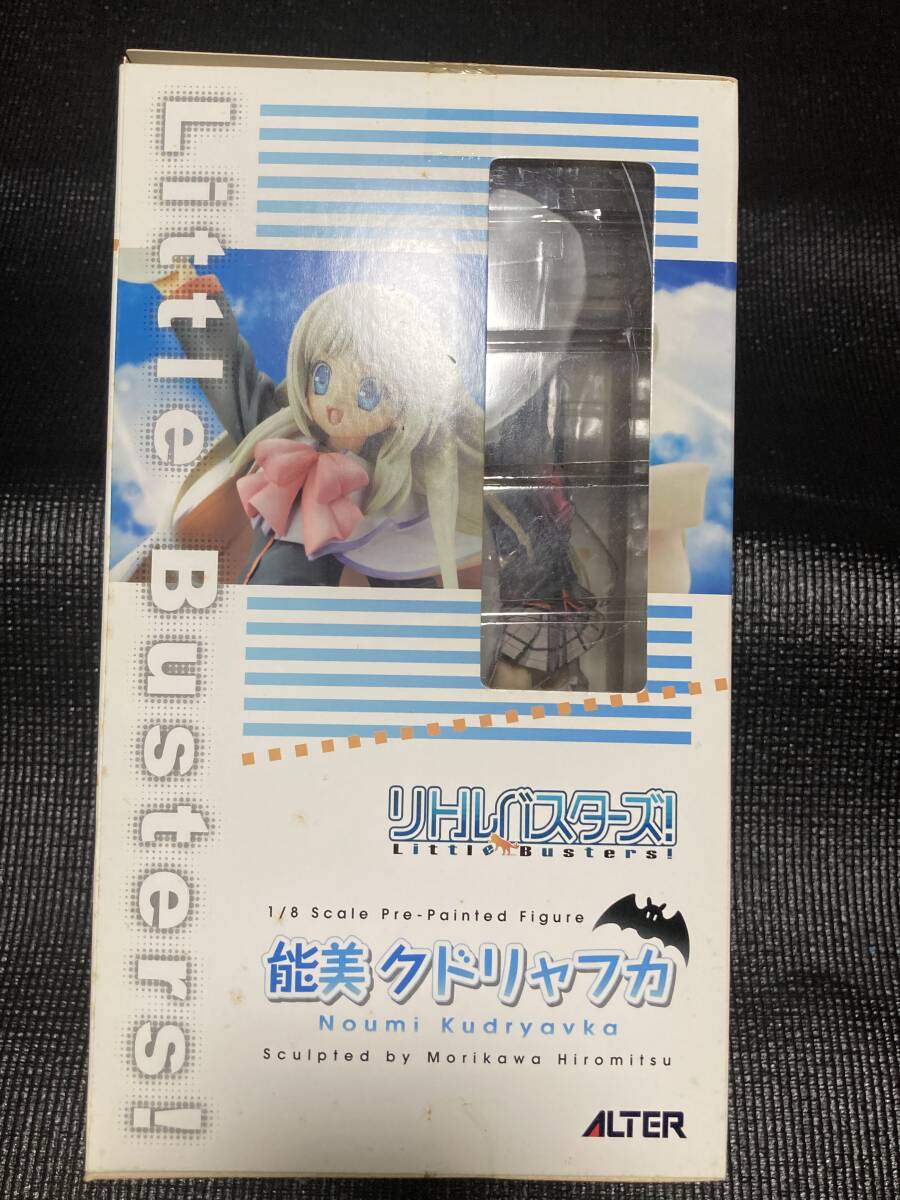 Little Busters!
リトルバスターズ!
Little Busters!
1/8 Scale Pre-Painted Figure
能美 クドリャフカ
Noumi Kudryavka
Sculpted by Morikawa Hiromitsu
ALTER